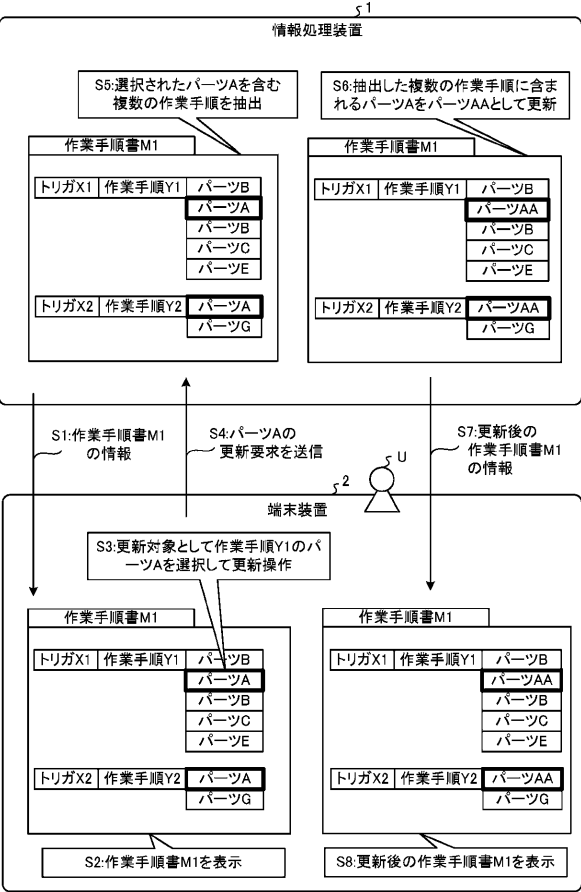 1
情報処理装置
S5:選択されたパーツAを含む
複数の作業手順を抽出
S6:抽出した複数の作業手順に含ま
れるパーツAをパーツAAとして更新
作業手順書M1
トリガX1 作業手順Y1 パーツB
パーツA
パーツB
パーツC
パーツE
トリガX2 作業手順Y2 パーツA
パーツG
作業手順書M1
トリガX1 作業手順Y1 パーツB
パーツAA
パーツB
パーツC
パーツE
トリガX2 作業手順Y2 パーツAA
パーツG
S1:作業手順書M1
の情報
S4:パーツAの
更新要求を送信
S7:更新後の
作業手順書M1
の情報
U
2
端末装置
S3:更新対象として作業手順Y1のパ
ーツAを選択して更新操作
作業手順書M1
トリガX1 作業手順Y1 パーツB
パーツA
パーツB
パーツC
パーツE
トリガX2 作業手順Y2 パーツA
パーツG
作業手順書M1
トリガX1 作業手順Y1 パーツB
パーツAA
パーツB
パーツC
パーツE
トリガX2 作業手順Y2 パーツAA
パーツG
S2:作業手順書M1を表示
S8:更新後の作業手順書M1を表示